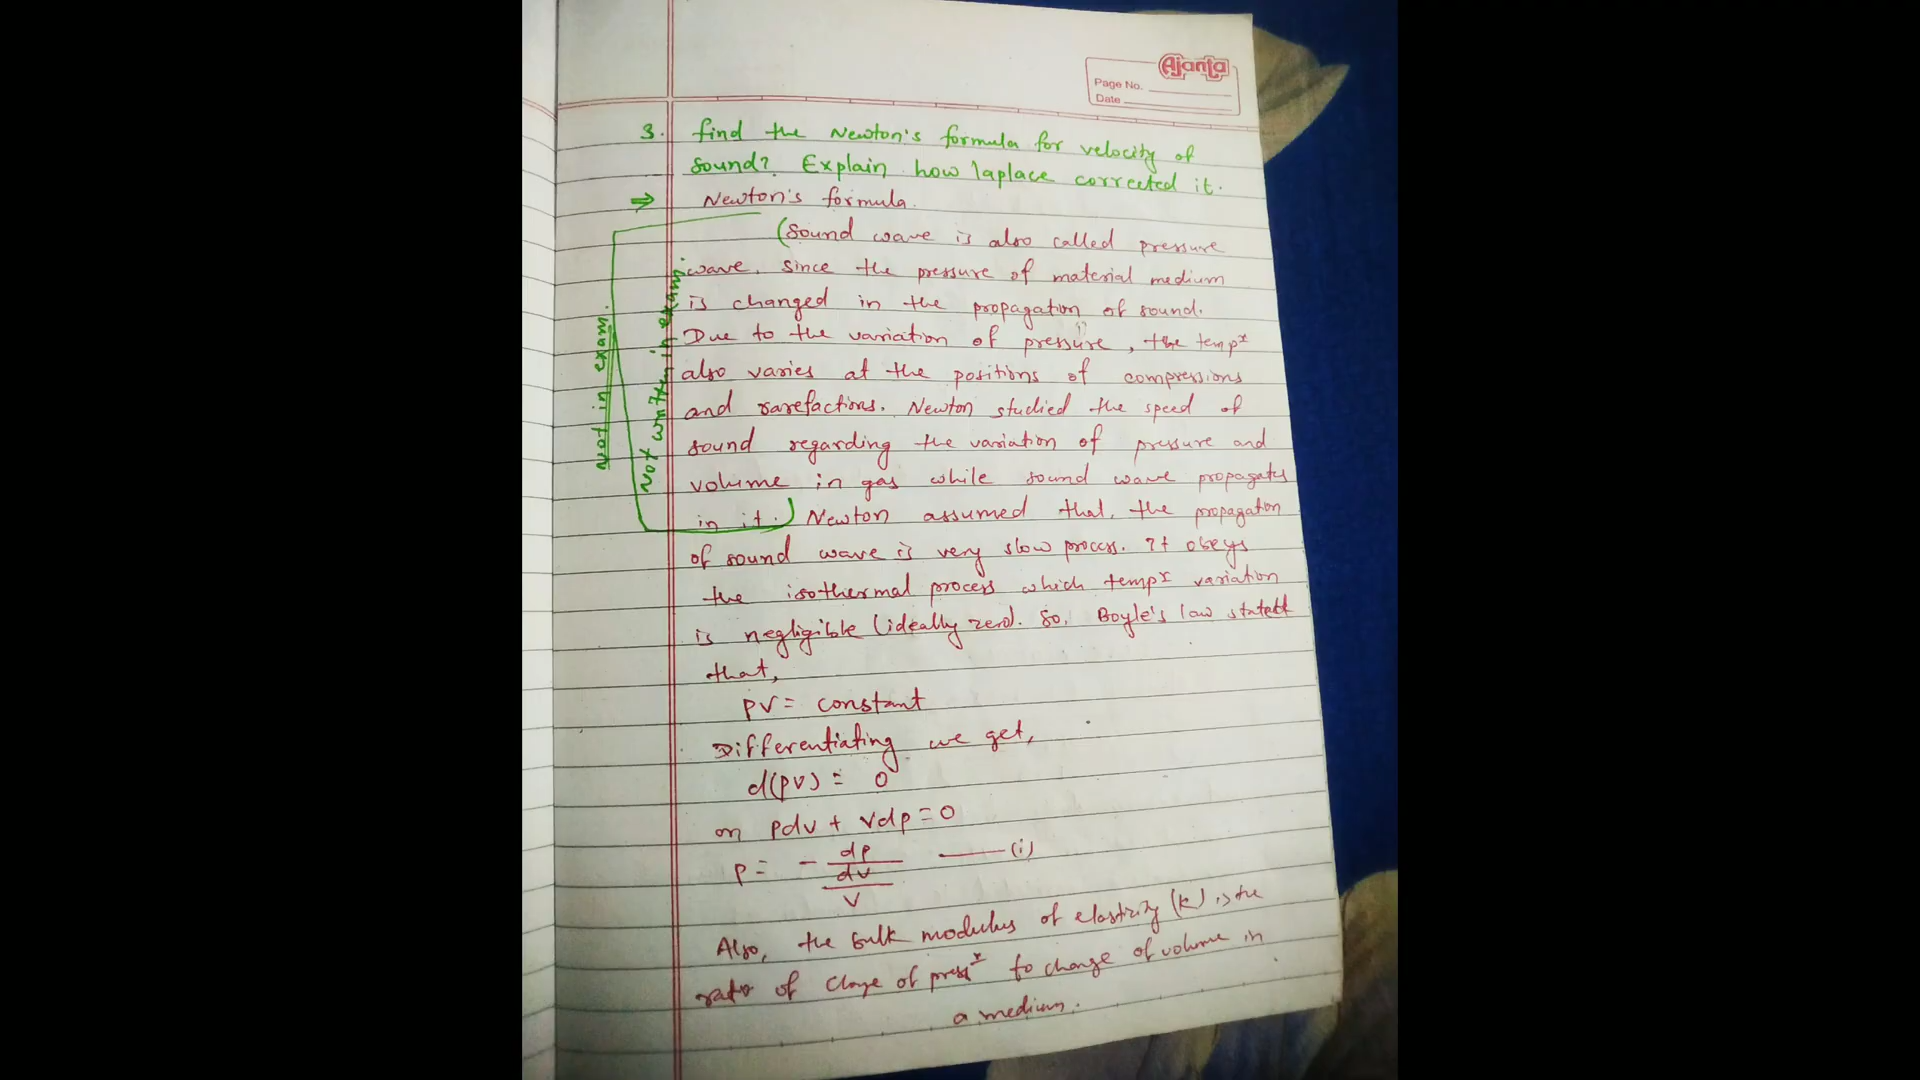 Ajanta
Page No.
Date
3. find the Newton's formula for velocity of
sound? Explain how laplace corrected it.
⇒ Newton's formula.
(Sound wave is also called pressure
wave. since the pressure of material medium
is changed in the propagation of sound.
Due to the variation of pressure, the tempr
also varies at the positions of compressions
and rarefactions. Newton studied the speed of
sound regarding the variation of pressure and
volume in gas while sound wave propagates
in it.) Newton assumed that, the propagation
of sound wave is very slow process. It obeys
the isothermal process which tempr variation
is negligible (ideally zero). So, Boyle's law stated
that,
PV = constant
Differentiating we get,
d(PV) = 0
or, Pdv + Vdp = 0
P = - dp / (dv / V) —— (i)
Also, the bulk modulus of elasticity (K) is the
ratio of change of pressr to change of volume in
a medium.
Not in exam.
Not written in exam.